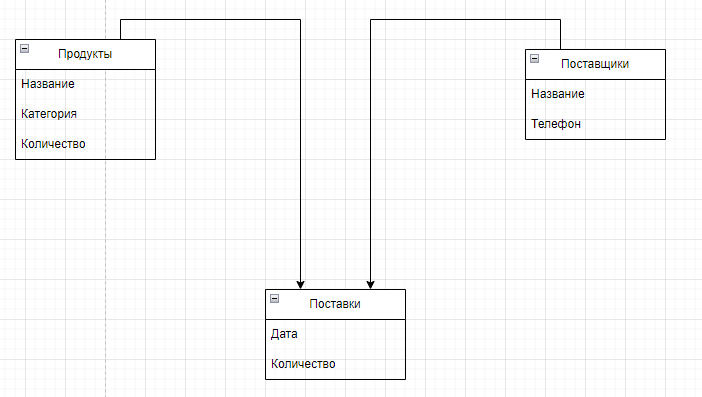 Продукты
Название
Категория
Количество
Поставщики
Название
Телефон
Поставки
Дата
Количество